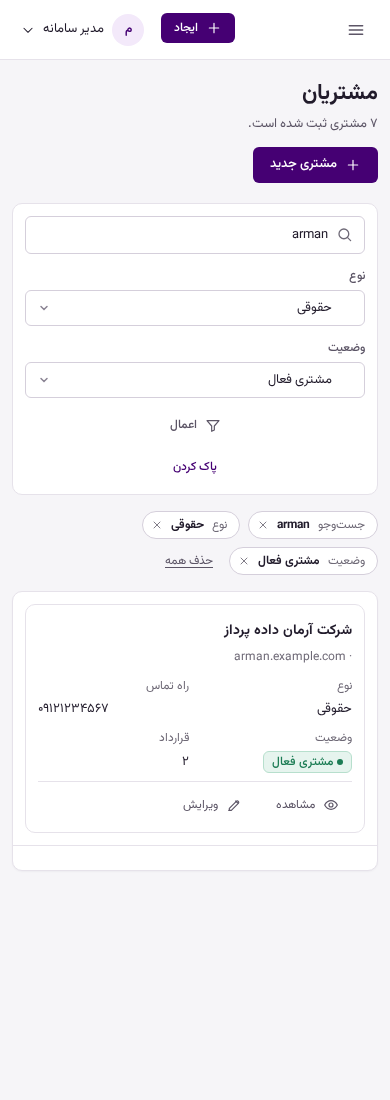 ایجاد
م
مدیر سامانه
مشتریان
۷ مشتری ثبت شده است.
مشتری جدید
arman
نوع
حقوقی
وضعیت
مشتری فعال
اعمال
پاک کردن
جست‌وجو arman
نوع حقوقی
وضعیت مشتری فعال
حذف همه
شرکت آرمان داده پرداز
· arman.example.com
نوع
حقوقی
راه تماس
۰۹۱۲۱۲۳۴۵۶۷
وضعیت
مشتری فعال
قرارداد
۲
مشاهده
ویرایش